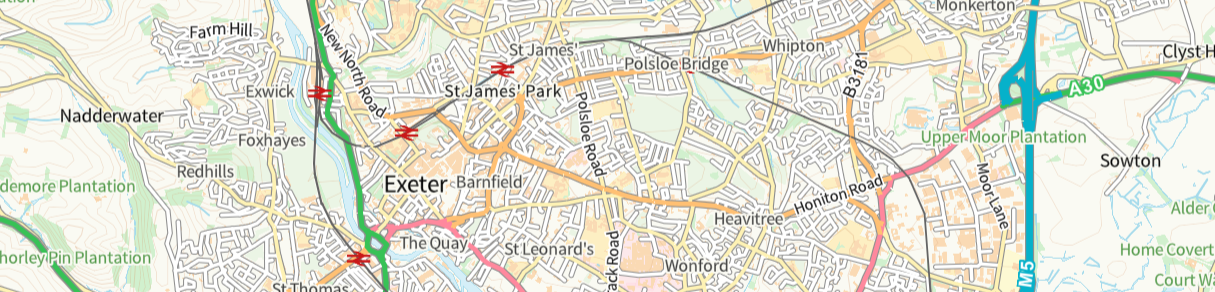 Monkerton
Farm Hill
New North Road
St James'
Whipton
Clyst H
Polsloe Bridge
B3181
Exwick
St James' Park
A30
Nadderwater
Polsloe Road
Foxhayes
Upper Moor Plantation
Sowton
Redhills
Exeter
Barnfield
demore Plantation
Honiton Road
Moor Lane
Alder
Heavitree
The Quay
St Leonard's
horley Pin Plantation
Home Covert
ack Road
Wonford
M5
Court W
St Thomas